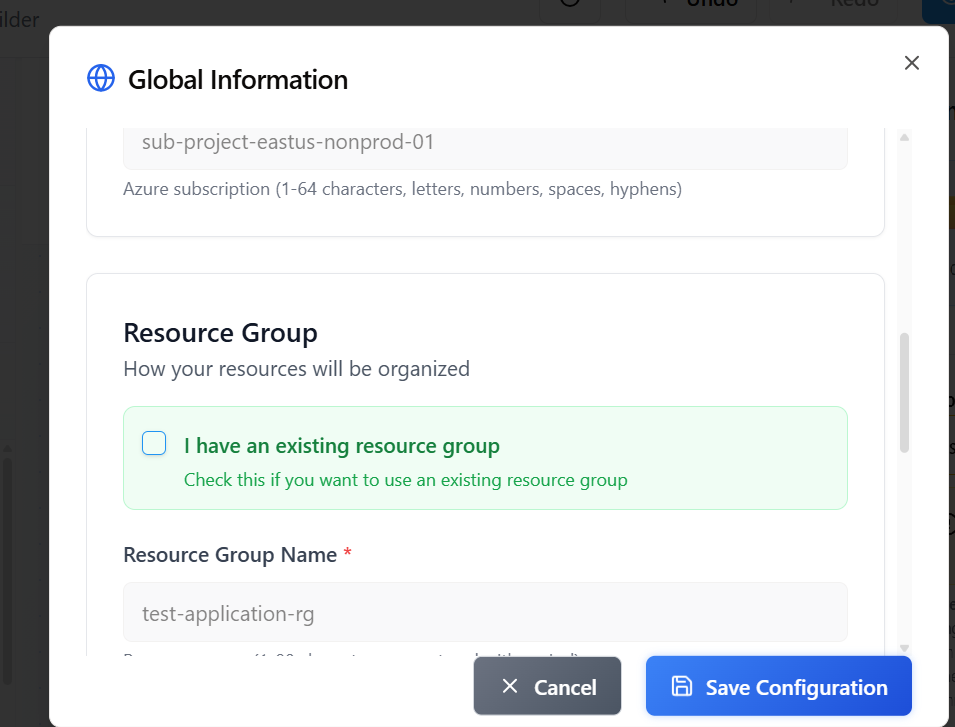 ilder
Undo
Redo
Global Information
sub-project-eastus-nonprod-01
Azure subscription (1-64 characters, letters, numbers, spaces, hyphens)
Resource Group
How your resources will be organized
I have an existing resource group
Check this if you want to use an existing resource group
Resource Group Name *
test-application-rg
Cancel
Save Configuration